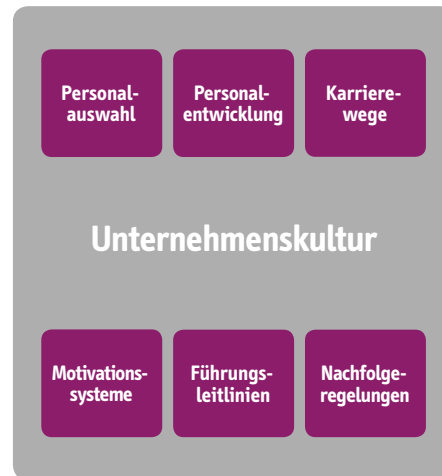 Personal-
auswahl
Personal-
entwicklung
Karriere-
wege
Unternehmenskultur
Motivations-
systeme
Führungs-
leitlinien
Nachfolge-
regelungen